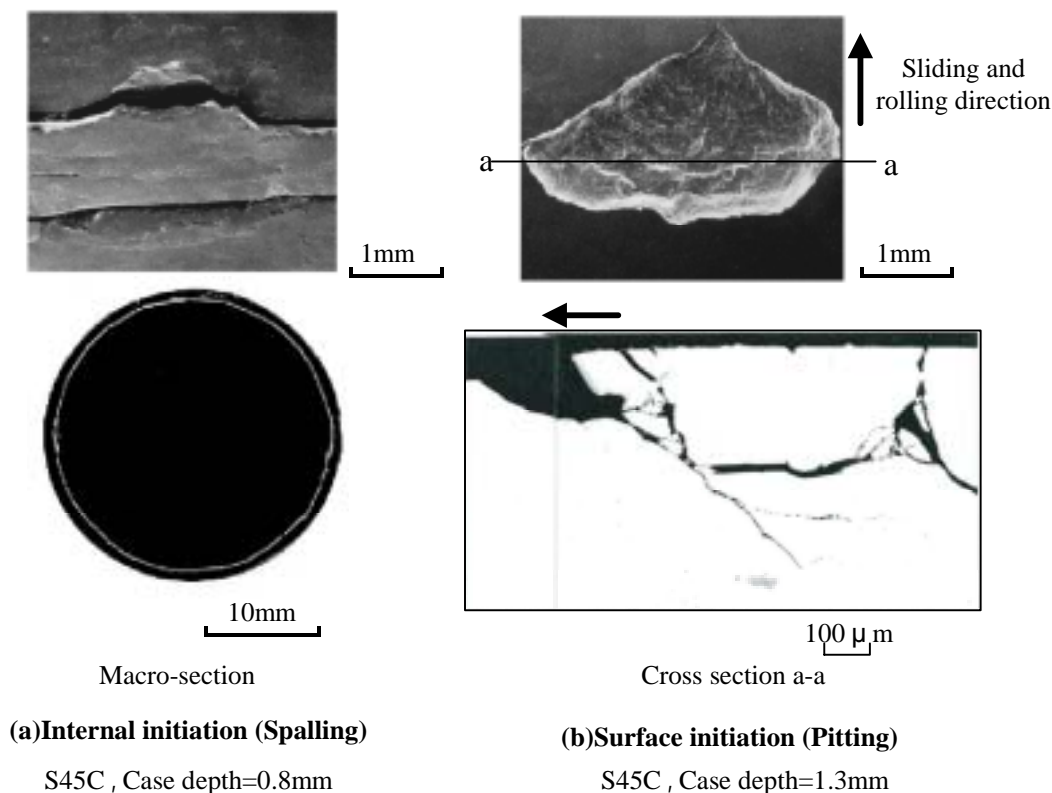 Sliding and
rolling direction
a
a
1mm
1mm
10mm
100 μ m
Macro-section
Cross section a-a
(a)Internal initiation (Spalling)
(b)Surface initiation (Pitting)
S45C , Case depth=0.8mm
S45C , Case depth=1.3mm